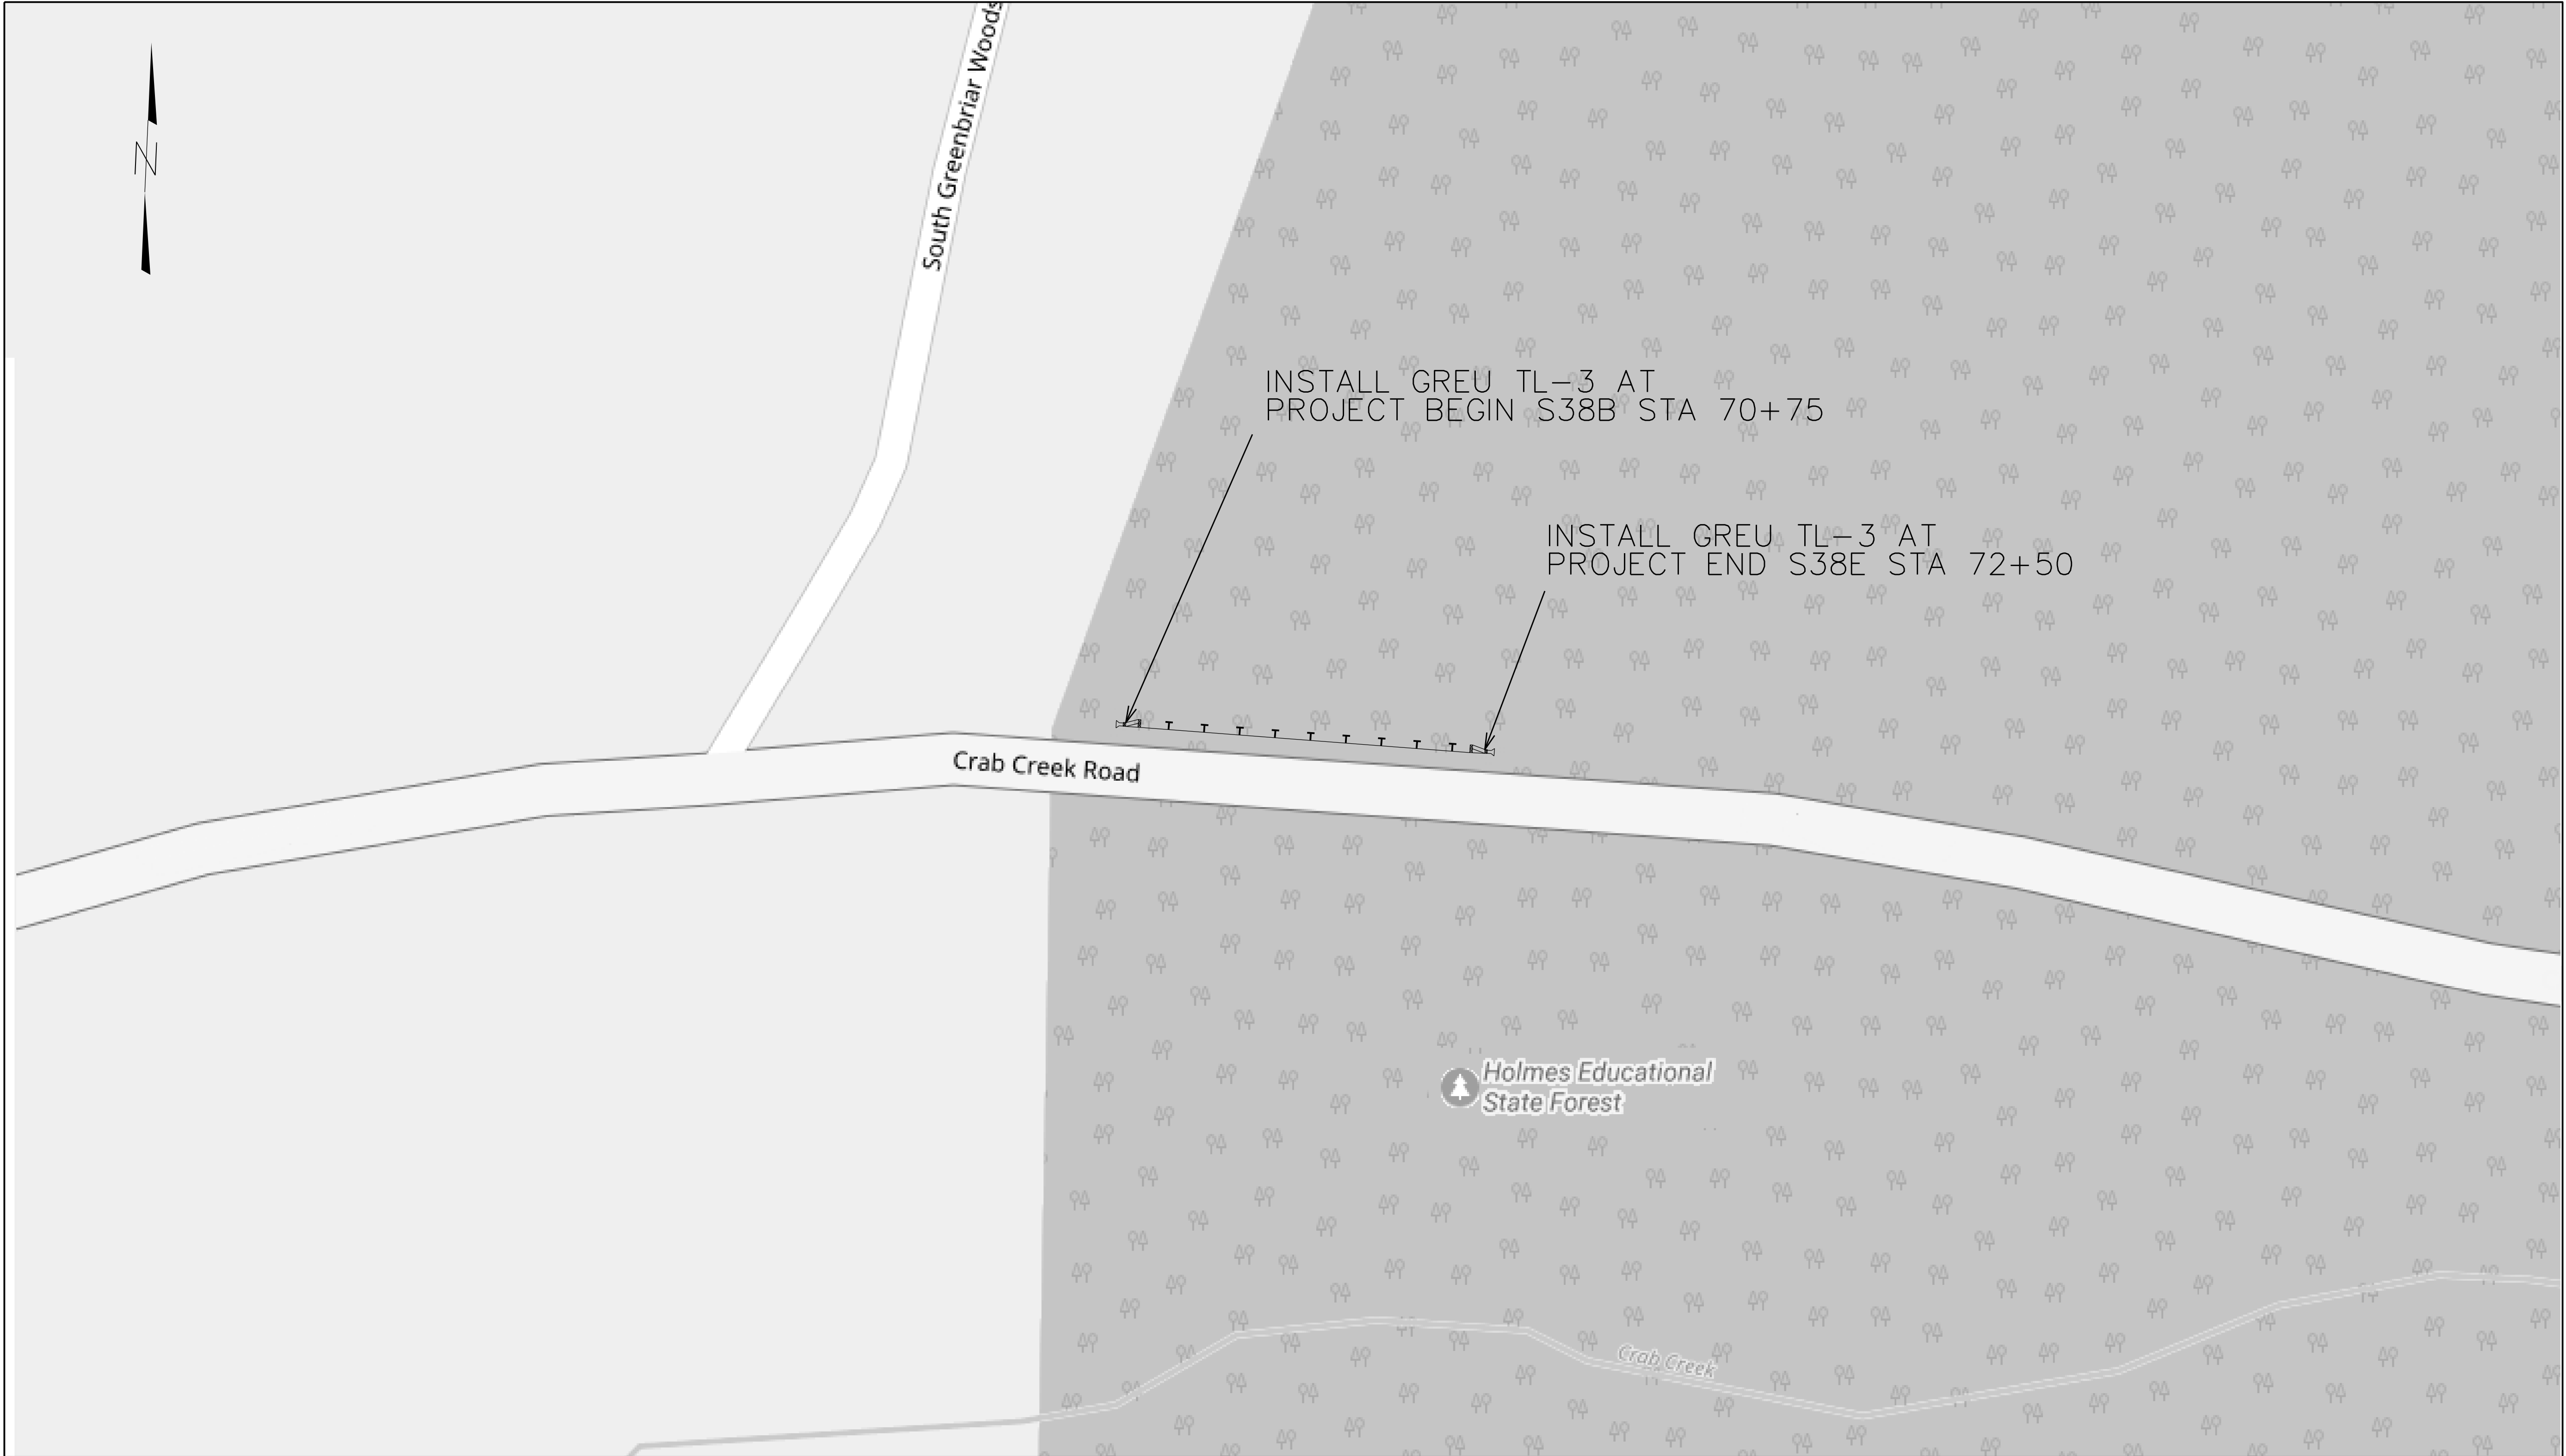 South Greenbriar Woods
N
INSTALL GREU TL-3 AT
PROJECT BEGIN S38B STA 70+75
INSTALL GREU TL-3 AT
PROJECT END S38E STA 72+50
Crab Creek Road
Holmes Educational
State Forest
Crab Creek